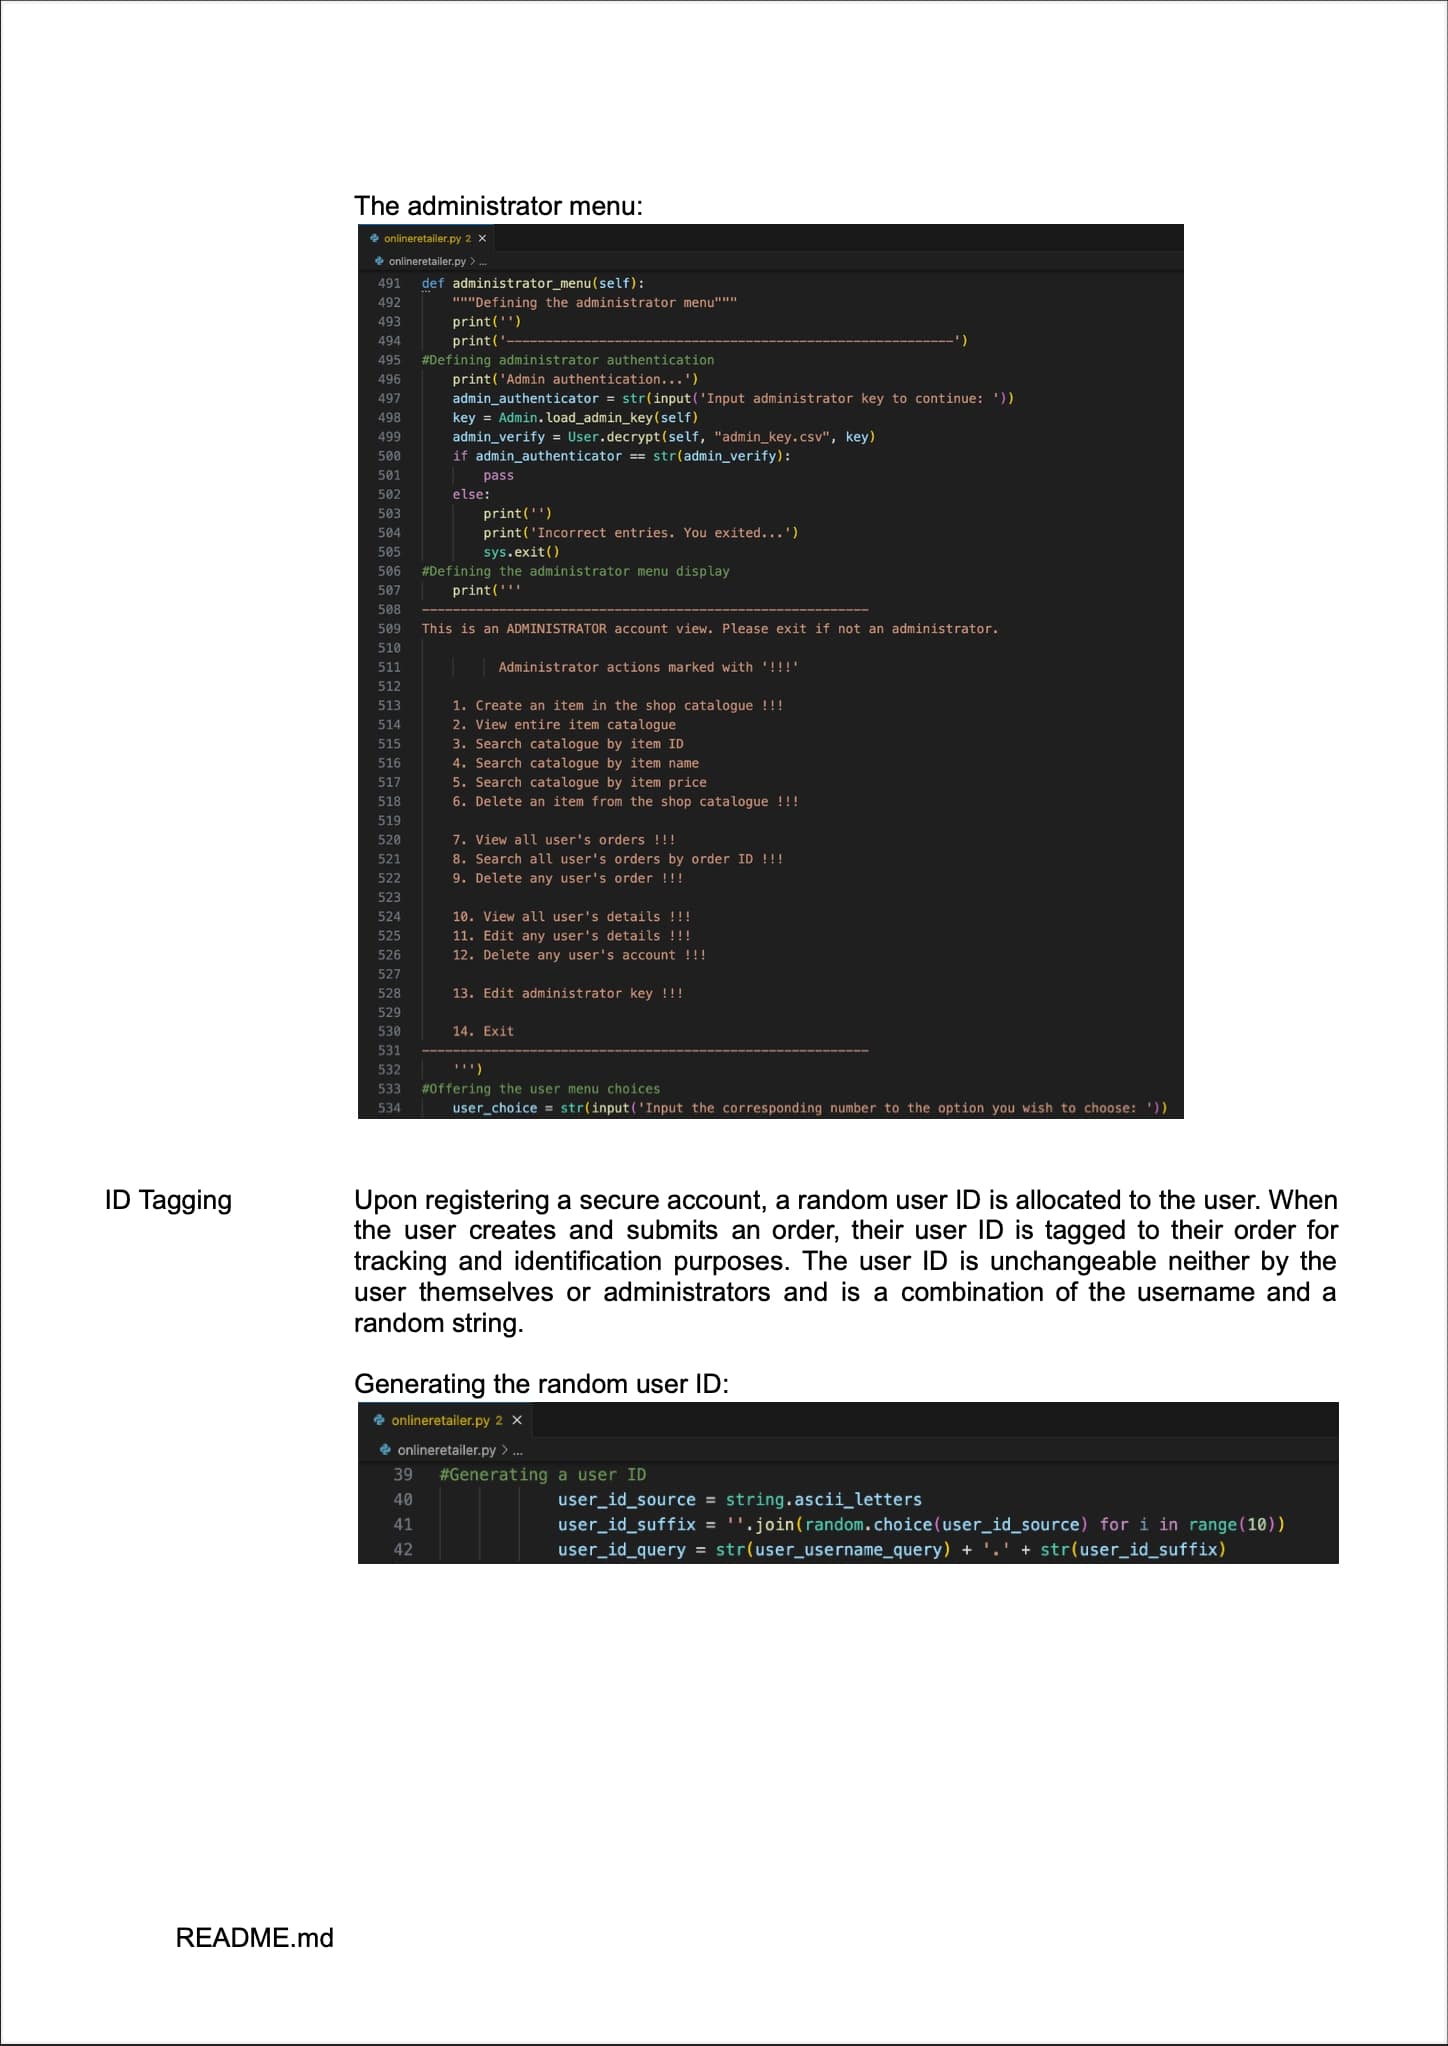 The administrator menu:
onlineretailer.py 2 ×
onlineretailer.py > ...
491 def administrator_menu(self):
492 """Defining the administrator menu"""
493 print('')
494 print('----------------------------------------------------------')
495 #Defining administrator authentication
496 print('Admin authentication...')
497 admin_authenticator = str(input('Input administrator key to continue: '))
498 key = Admin.load_admin_key(self)
499 admin_verify = User.decrypt(self, "admin_key.csv", key)
500 if admin_authenticator == str(admin_verify):
501 pass
502 else:
503 print('')
504 print('Incorrect entries. You exited...')
505 sys.exit()
506 #Defining the administrator menu display
507 print('''
508 ----------------------------------------------------------
509 This is an ADMINISTRATOR account view. Please exit if not an administrator.
510
511 Administrator actions marked with '!!!'
512
513 1. Create an item in the shop catalogue !!!
514 2. View entire item catalogue
515 3. Search catalogue by item ID
516 4. Search catalogue by item name
517 5. Search catalogue by item price
518 6. Delete an item from the shop catalogue !!!
519
520 7. View all user's orders !!!
521 8. Search all user's orders by order ID !!!
522 9. Delete any user's order !!!
523
524 10. View all user's details !!!
525 11. Edit any user's details !!!
526 12. Delete any user's account !!!
527
528 13. Edit administrator key !!!
529
530 14. Exit
531 ----------------------------------------------------------
532 ''')
533 #Offering the user menu choices
534 user_choice = str(input('Input the corresponding number to the option you wish to choose: '))
ID Tagging
Upon registering a secure account, a random user ID is allocated to the user. When
the user creates and submits an order, their user ID is tagged to their order for
tracking and identification purposes. The user ID is unchangeable neither by the
user themselves or administrators and is a combination of the username and a
random string.
Generating the random user ID:
onlineretailer.py 2 ×
onlineretailer.py > ...
39 #Generating a user ID
40 user_id_source = string.ascii_letters
41 user_id_suffix = ''.join(random.choice(user_id_source) for i in range(10))
42 user_id_query = str(user_username_query) + '.' + str(user_id_suffix)
README.md